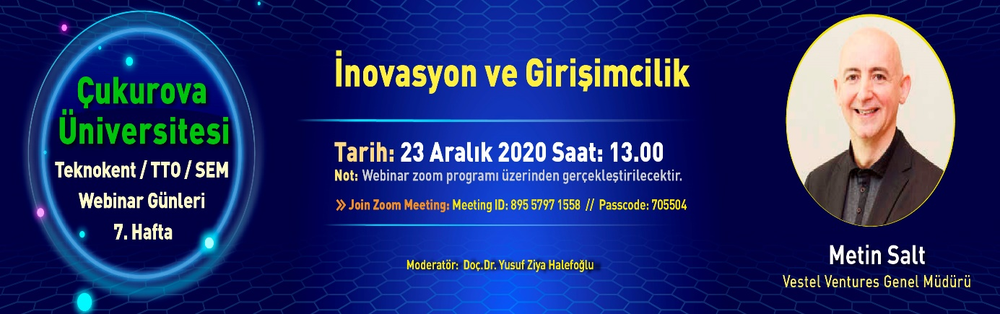 Çukurova
Üniversitesi
Teknokent / TTO / SEM
Webinar Günleri
7. Hafta
İnovasyon ve Girişimcilik
Tarih: 23 Aralık 2020 Saat: 13.00
Not: Webinar zoom programı üzerinden gerçekleştirilecektir.
» Join Zoom Meeting: Meeting ID: 895 5797 1558 // Passcode: 705504
Moderatör: Doç.Dr. Yusuf Ziya Halefoğlu
Metin Salt
Vestel Ventures Genel Müdürü